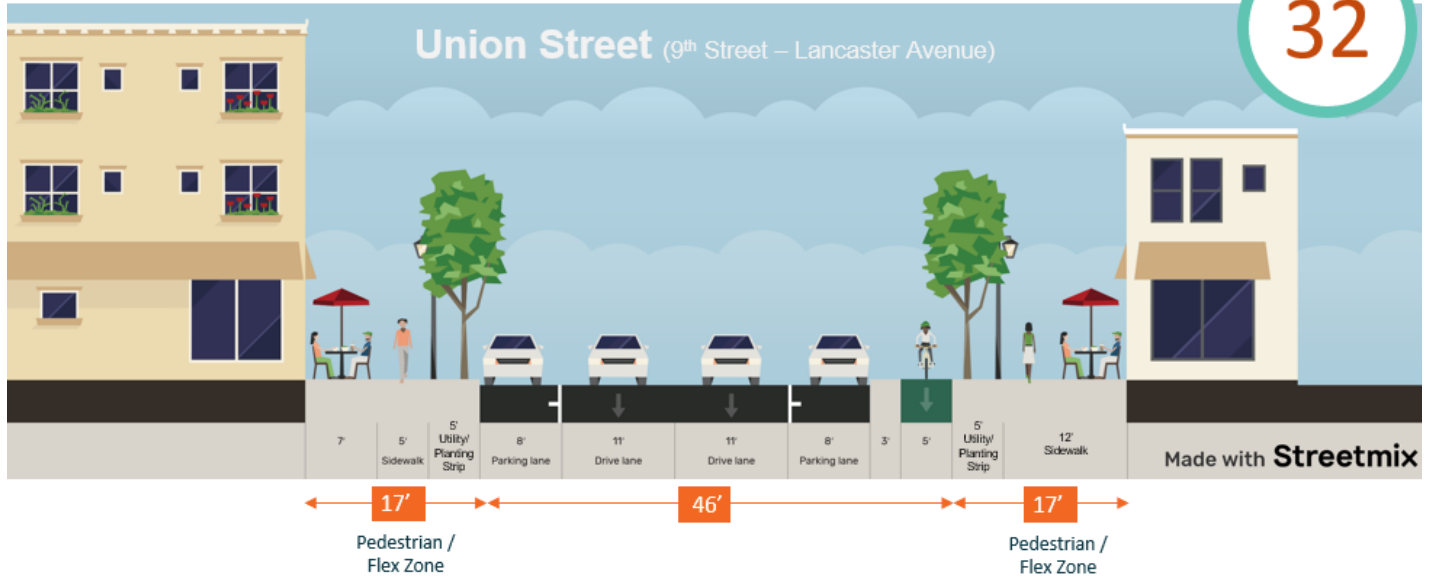 32
Union Street (9th Street – Lancaster Avenue)
7'
5'
Sidewalk
5'
Utility/
Planting
Strip
8'
Parking lane
11'
Drive lane
11'
Drive lane
8'
Parking lane
3'
5'
5'
Utility/
Planting
Strip
12'
Sidewalk
Made with Streetmix
17'
46'
17'
Pedestrian /
Flex Zone
Pedestrian /
Flex Zone